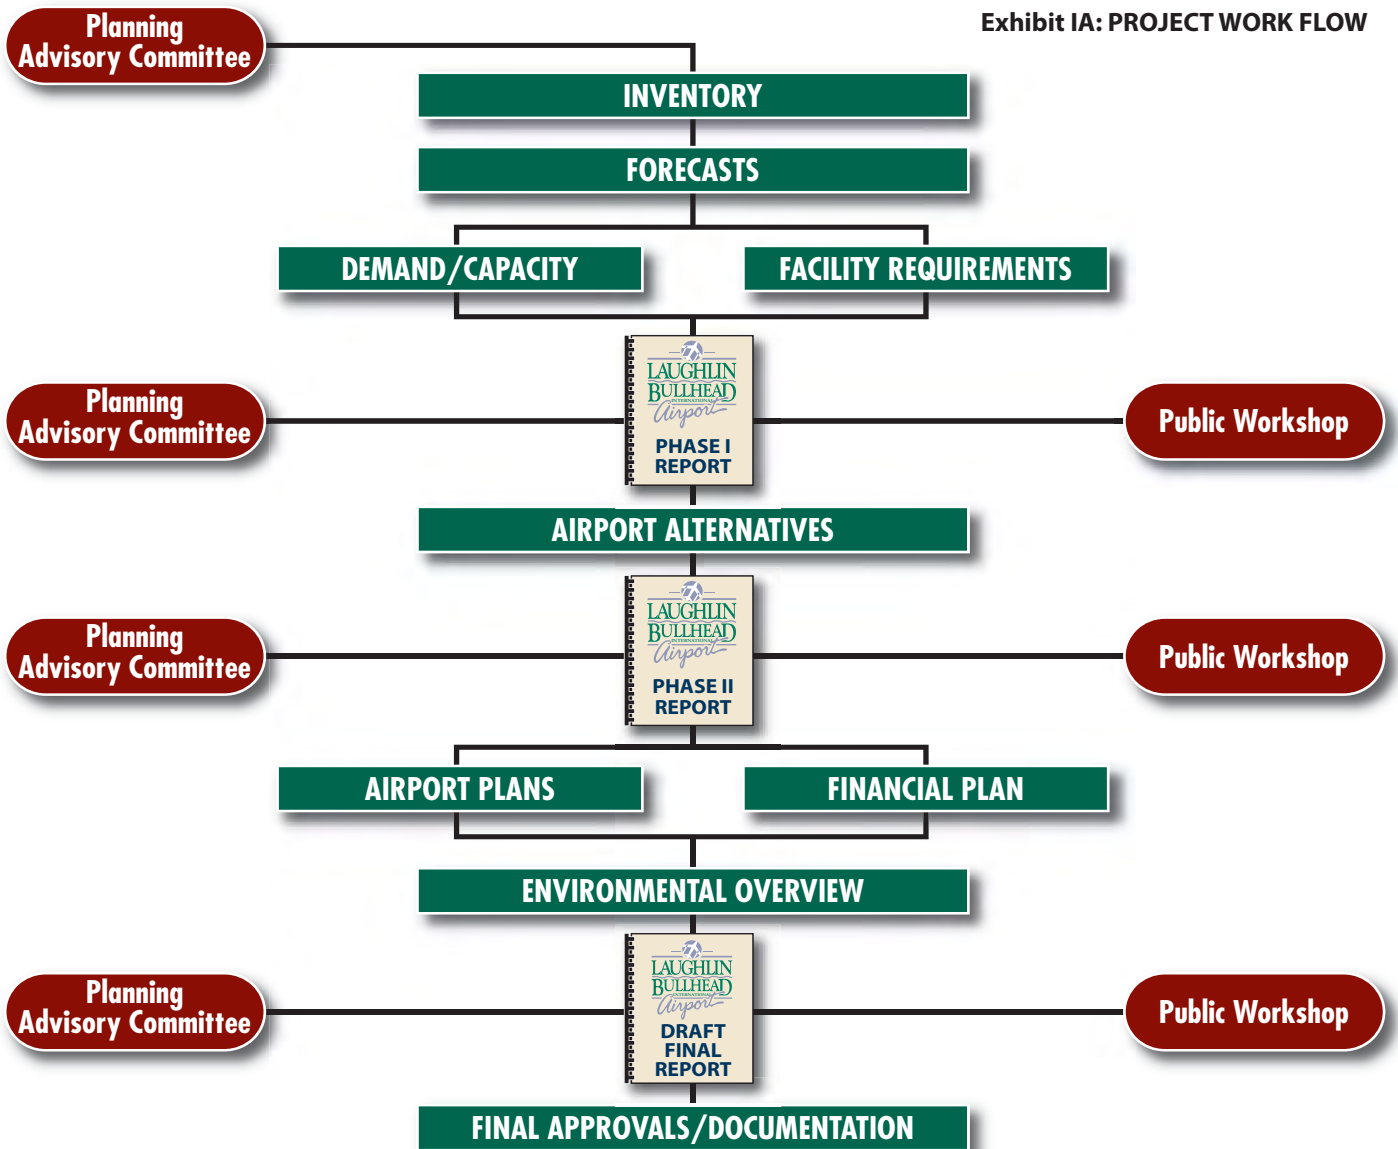 Exhibit IA: PROJECT WORK FLOW
Planning
Advisory Committee
INVENTORY
FORECASTS
DEMAND/CAPACITY
FACILITY REQUIREMENTS
Planning
Advisory Committee
LAUGHLIN
BULLHEAD
INTERNATIONAL
Airport
PHASE I
REPORT
Public Workshop
AIRPORT ALTERNATIVES
Planning
Advisory Committee
LAUGHLIN
BULLHEAD
INTERNATIONAL
Airport
PHASE II
REPORT
Public Workshop
AIRPORT PLANS
FINANCIAL PLAN
ENVIRONMENTAL OVERVIEW
Planning
Advisory Committee
LAUGHLIN
BULLHEAD
INTERNATIONAL
Airport
DRAFT
FINAL
REPORT
Public Workshop
FINAL APPROVALS/DOCUMENTATION